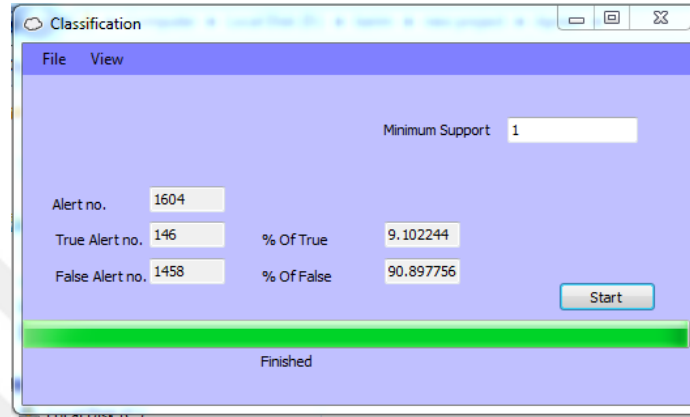 Classification
File View
Minimum Support 1
Alert no. 1604
True Alert no. 146 % Of True 9.102244
False Alert no. 1458 % Of False 90.897756
Start
Finished